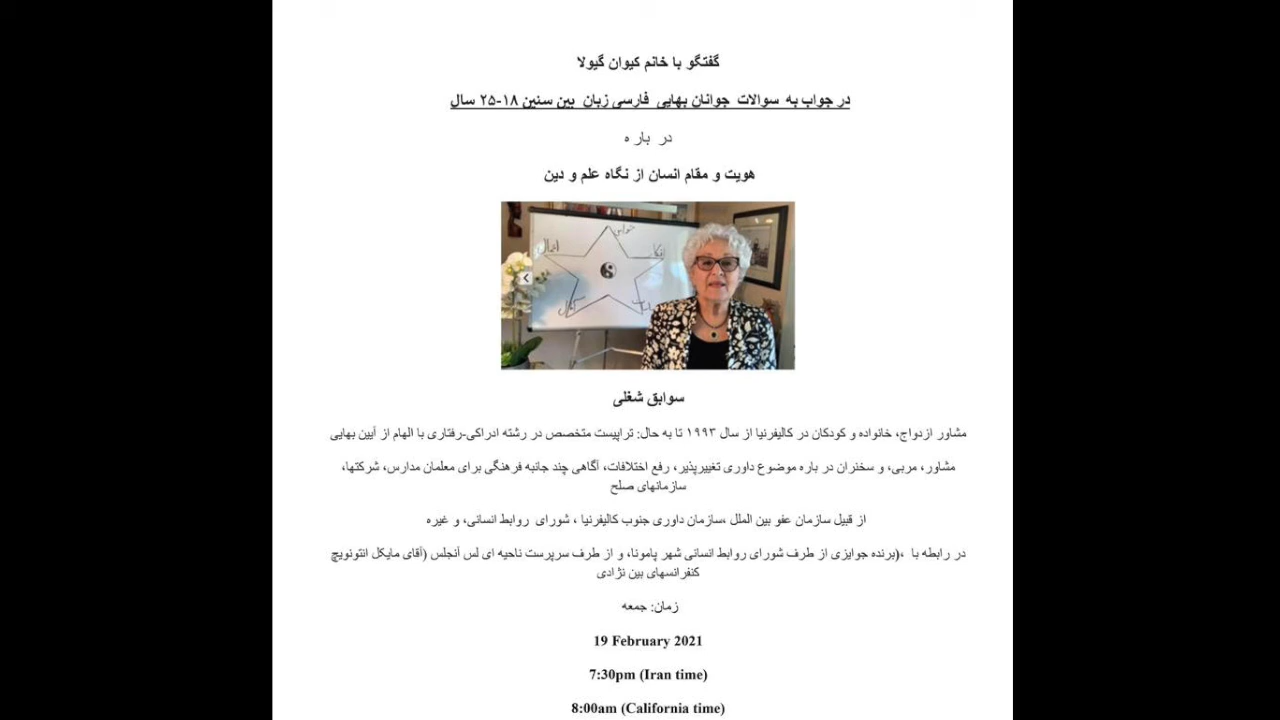 گفتگو با خانم کیوان گیولا
در جواب به سوالات جوانان بهایی فارسی زبان بین سنین ۱۸-۲۵ سال
در باره
هویت و مقام انسان از نگاه علم و دین
اعمال
افکار
سوابق شغلی
مشاور ازدواج، خانواده و کودکان در کالیفرنیا از سال ۱۹۹۳ تا به حال: تراپیست متخصص در رشته ادراکی-رفتاری با الهام از آیین بهایی
مشاور، مربی، و سخنران در باره موضوع داوری تغییرپذیر، رفع اختلافات، آگاهی چند جانبه فرهنگی برای معلمان مدارس، شرکتها،
سازمانهای صلح
از قبیل سازمان عفو بین الملل ،سازمان داوری جنوب کالیفرنیا ، شورای روابط انسانی، و غیره
در رابطه با ،(برنده جوایزی از طرف شورای روابط انسانی شهر پامونا، و از طرف سرپرست ناحیه ای لس آنجلس (آقای مایکل انتونویچ
کنفرانسهای بین نژادی
زمان: جمعه
19 February 2021
7:30pm (Iran time)
8:00am (California time)